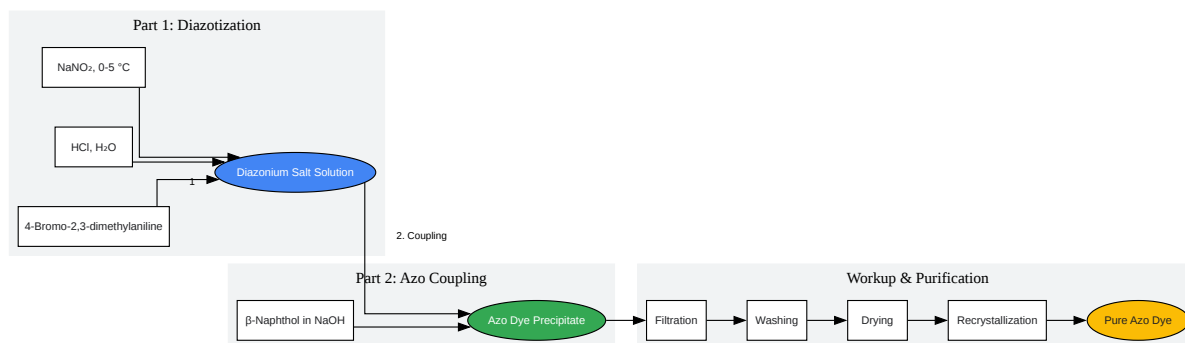 Part 1: Diazotization
NaNO₂, 0-5 °C
HCl, H₂O
1
Diazonium Salt Solution
4-Bromo-2,3-dimethylaniline
2. Coupling
Part 2: Azo Coupling
β-Naphthol in NaOH
Azo Dye Precipitate
Workup & Purification
Filtration
Washing
Drying
Recrystallization
Pure Azo Dye